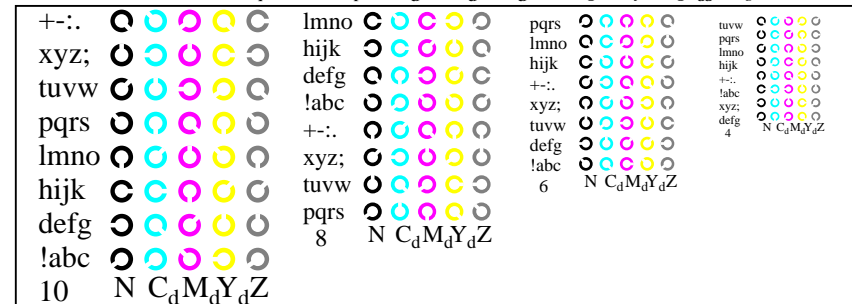 +-:.
xyz;
tuvw
pqrs
lmno
hijk
defg
!abc
10 N CdMdYdZ
lmno
hijk
defg
!abc
+-:.
xyz;
tuvw
pqrs
8 N CdMdYdZ
pqrs
lmno
hijk
+-:.
xyz;
tuvw
defg
!abc
6 N CdMdYdZ
tuvw
pqrs
lmno
hijk
+-:.
!abc
xyz;
defg
4 N CdMdYdZ